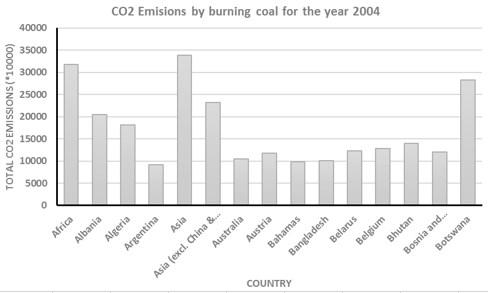 CO2 Emisions by burning coal for the year 2004
TOTAL CO2 EMISSIONS (*10000)
40000
35000
30000
25000
20000
15000
10000
5000
0
Africa
Albania
Algeria
Argentina
Asia
Asia (excl. China &...
Australia
Austria
Bahamas
Bangladesh
Belarus
Belgium
Bhutan
Bosnia and...
Botswana
COUNTRY